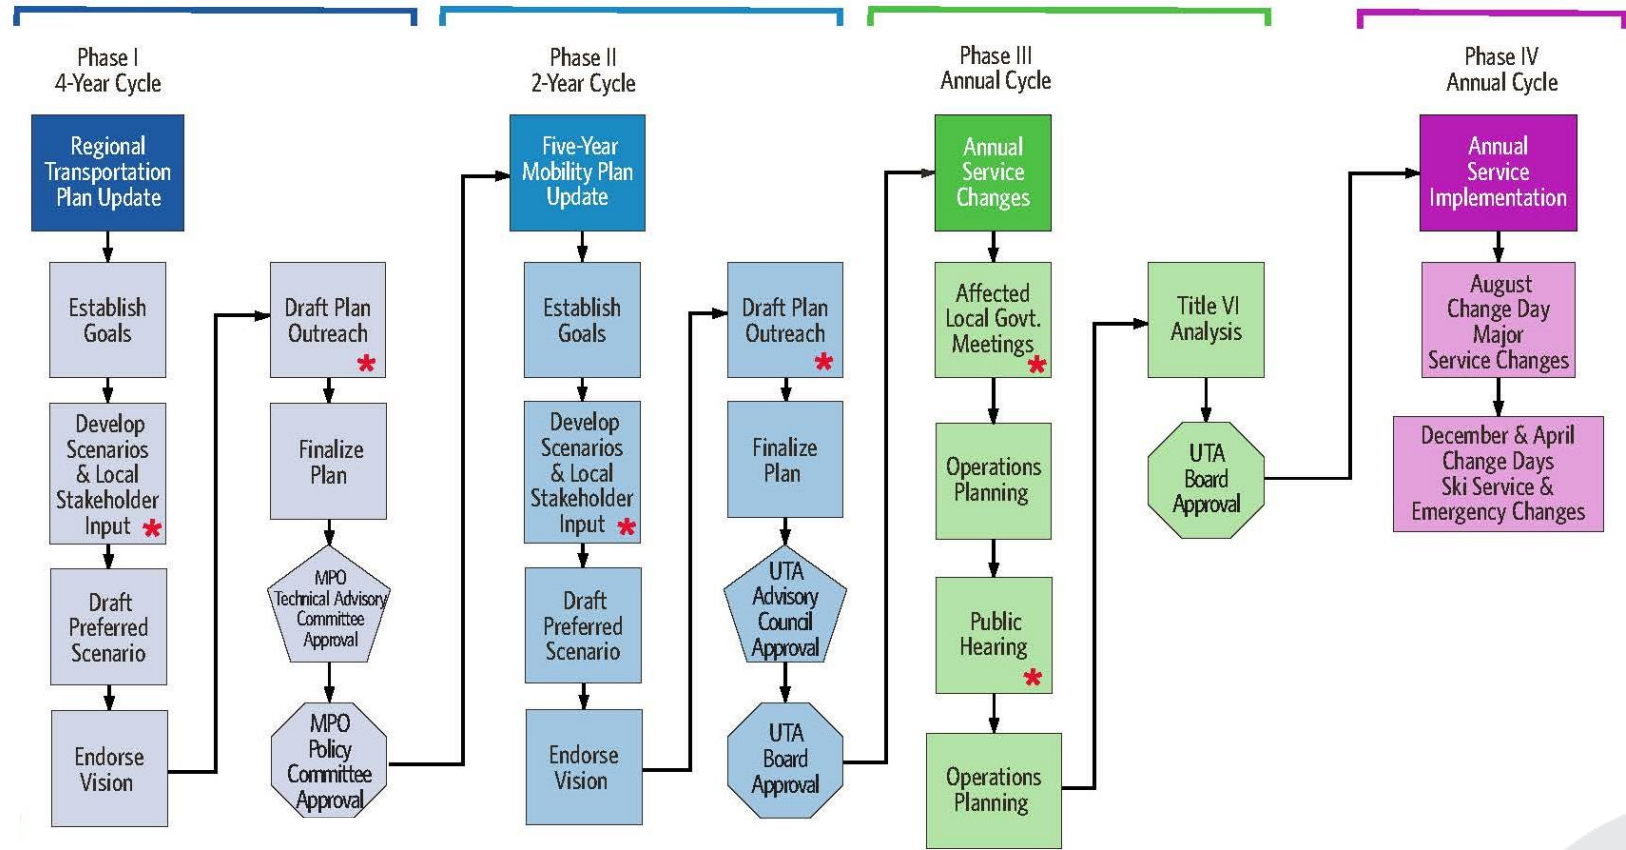 Phase I
4-Year Cycle
Regional
Transportation
Plan Update
Establish
Goals
Develop
Scenarios
& Local
Stakeholder
Input *
Draft
Preferred
Scenario
Endorse
Vision
Draft Plan
Outreach
*
Finalize
Plan
MPO
Technical Advisory
Committee
Approval
MPO
Policy
Committee
Approval
Phase II
2-Year Cycle
Five-Year
Mobility Plan
Update
Establish
Goals
Develop
Scenarios
& Local
Stakeholder
Input *
Draft
Preferred
Scenario
Endorse
Vision
Draft Plan
Outreach
*
Finalize
Plan
UTA
Advisory
Council
Approval
UTA
Board
Approval
Phase III
Annual Cycle
Annual
Service
Changes
Affected
Local Govt.
Meetings
*
Operations
Planning
Public
Hearing
*
Operations
Planning
Title VI
Analysis
UTA
Board
Approval
Phase IV
Annual Cycle
Annual
Service
Implementation
August
Change Day
Major
Service Changes
December & April
Change Days
Ski Service &
Emergency Changes